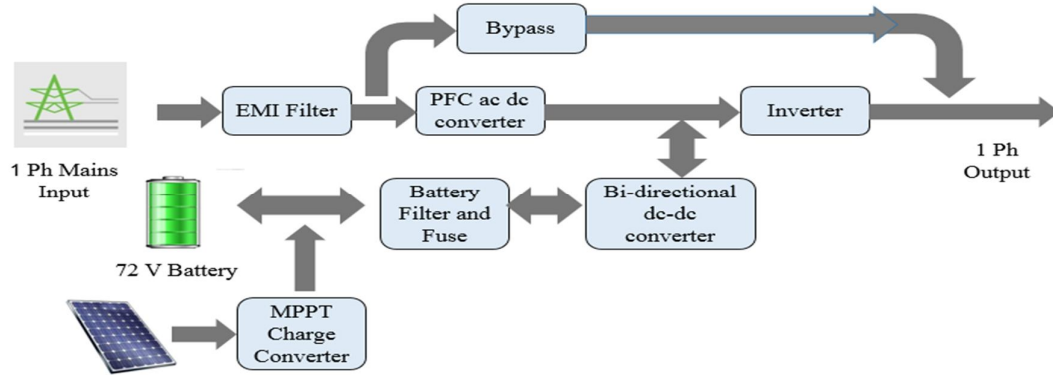 Bypass
EMI Filter
PFC ac dc
converter
Inverter
1 Ph Mains
Input
1 Ph
Output
Battery
Filter and
Fuse
Bi-directional
dc-dc
converter
72 V Battery
MPPT
Charge
Converter